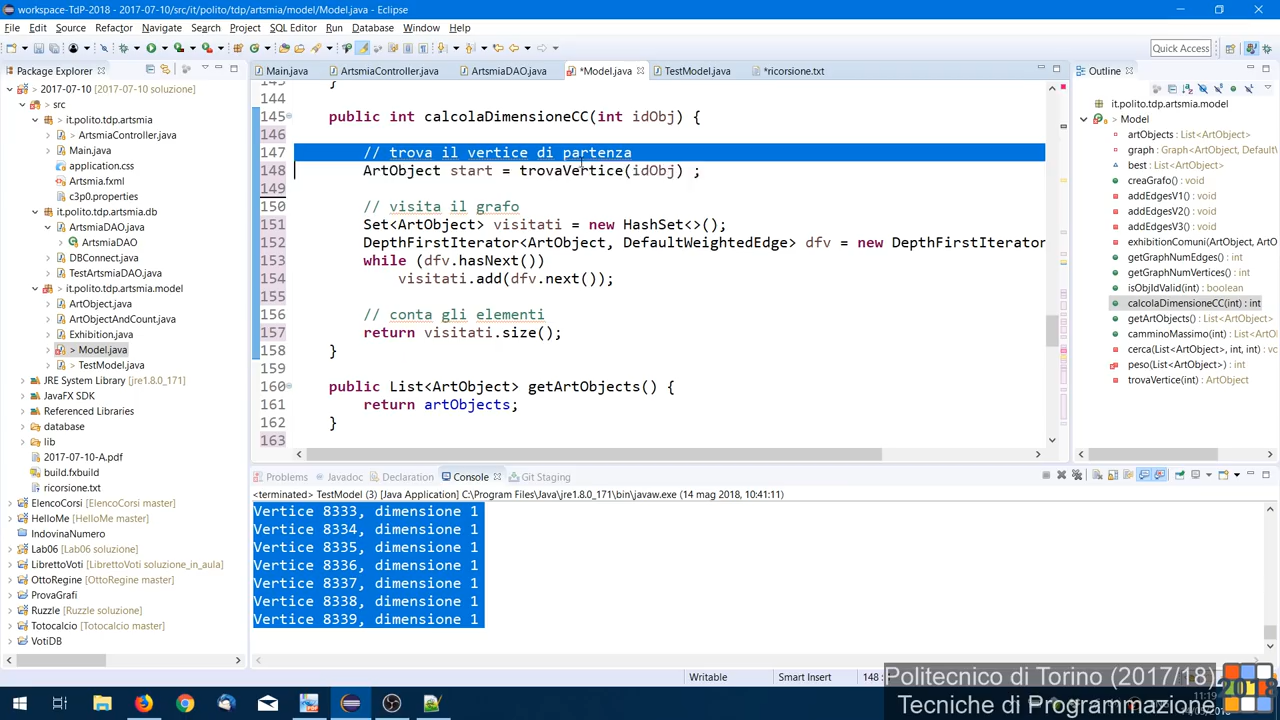 workspace-TdP-2018 - 2017-07-10/src/it/polito/tdp/artsmia/model/Model.java - Eclipse
File Edit Source Refactor Navigate Search Project SQL Editor Run Database Window Help
Quick Access
Package Explorer
Main.java ArtsmiaController.java ArtsmiaDAO.java *Model.java TestModel.java *ricorsione.txt
Outline
2017-07-10 [2017-07-10 soluzione]
src
it.polito.tdp.artsmia
ArtsmiaController.java
Main.java
application.css
Artsmia.fxml
c3p0.properties
it.polito.tdp.artsmia.db
ArtsmiaDAO.java
ArtsmiaDAO
DBConnect.java
TestArtsmiaDAO.java
it.polito.tdp.artsmia.model
ArtObject.java
ArtObjectAndCount.java
Exhibition.java
> Model.java
TestModel.java
JRE System Library [jre1.8.0_171]
JavaFX SDK
Referenced Libraries
database
lib
2017-07-10-A.pdf
build.fxbuild
ricorsione.txt
ElencoCorsi [ElencoCorsi master]
HelloMe [HelloMe master]
IndovinaNumero
Lab06 [Lab06 soluzione]
LibrettoVoti [LibrettoVoti soluzione_in_aula]
OttoRegine [OttoRegine master]
ProvaGrafi
Ruzzle [Ruzzle soluzione]
Totocalcio [Totocalcio master]
VotiDB
144
145 public int calcolaDimensioneCC(int idObj) {
146
147 // trova il vertice di partenza
148 ArtObject start = trovaVertice(idObj) ;
149
150 // visita il grafo
151 Set<ArtObject> visitati = new HashSet<>();
152 DepthFirstIterator<ArtObject, DefaultWeightedEdge> dfv = new DepthFirstIterator
153 while (dfv.hasNext())
154 visitati.add(dfv.next());
155
156 // conta gli elementi
157 return visitati.size();
158 }
159
160 public List<ArtObject> getArtObjects() {
161 return artObjects;
162 }
163
it.polito.tdp.artsmia.model
Model
artObjects : List<ArtObject>
graph : Graph<ArtObject, Default
best : List<ArtObject>
creaGrafo() : void
addEdgesV1() : void
addEdgesV2() : void
addEdgesV3() : void
exhibitionComuni(ArtObject, Ar
getGraphNumEdges() : int
getGraphNumVertices() : int
isObjIdValid(int) : boolean
calcolaDimensioneCC(int) : int
getArtObjects() : List<ArtObject>
camminoMassimo(int) : List<Ar
cerca(List<ArtObject>, int, int) : vc
peso(List<ArtObject>) : int
trovaVertice(int) : ArtObject
Problems Javadoc Declaration Console Git Staging
<terminated> TestModel (3) [Java Application] C:\Program Files\Java\jre1.8.0_171\bin\javaw.exe (14 mag 2018, 10:41:11)
Vertice 8333, dimensione 1
Vertice 8334, dimensione 1
Vertice 8335, dimensione 1
Vertice 8336, dimensione 1
Vertice 8337, dimensione 1
Vertice 8338, dimensione 1
Vertice 8339, dimensione 1
Writable Smart Insert
Politecnico di Torino (2017/18)
Tecniche di Programmazione
2018